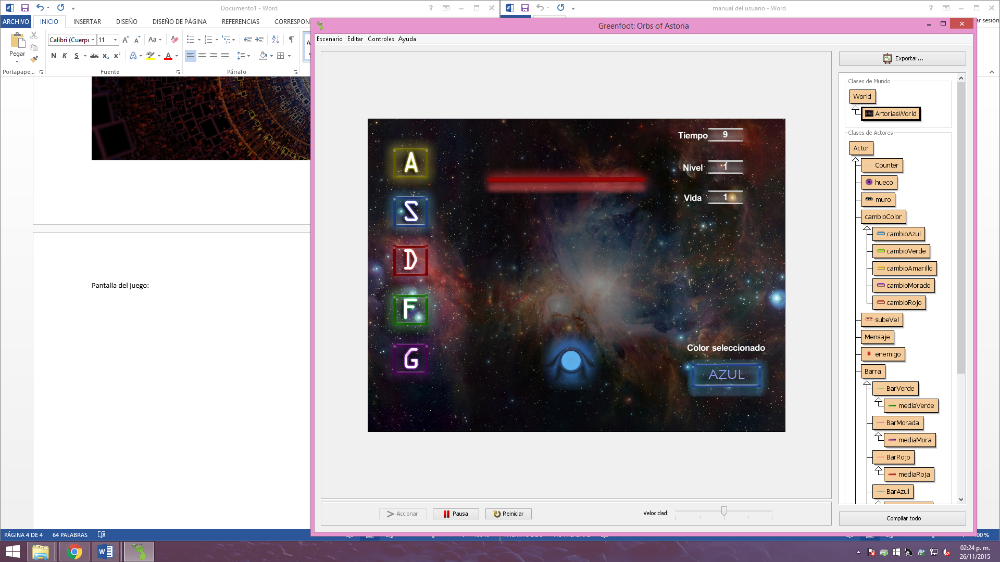 Documento1 - Word
manual del usuario - Word
ARCHIVO INICIO INSERTAR DISEÑO DISEÑO DE PÁGINA REFERENCIAS CORRESPON
ar sesión
Greenfoot: Orbs of Astoria
Calibri (Cuerpo 11
Pegar
N K S abc x₂ x²
Portapape... Fuente Párrafo
Escenario Editar Controles Ayuda
Exportar...
Clases de Mundo
World
ArtoriasWorld
Clases de Actores
Actor
Counter
hueco
muro
cambioColor
cambioAzul
cambioVerde
cambioAmarillo
cambioMorado
cambioRojo
subeVel
Mensaje
enemigo
Barra
BarVerde
mediaVerde
BarMorada
mediaMora
BarRojo
mediaRoja
BarAzul
Compilar todo
Tiempo 9
Nivel 1
Vida 1
A
S
D
F
G
Color seleccionado
AZUL
Pantalla del juego:
Accionar Pausa Reiniciar
Velocidad:
PÁGINA 4 DE 4 64 PALABRAS
00 %
02:24 p. m.
26/11/2015